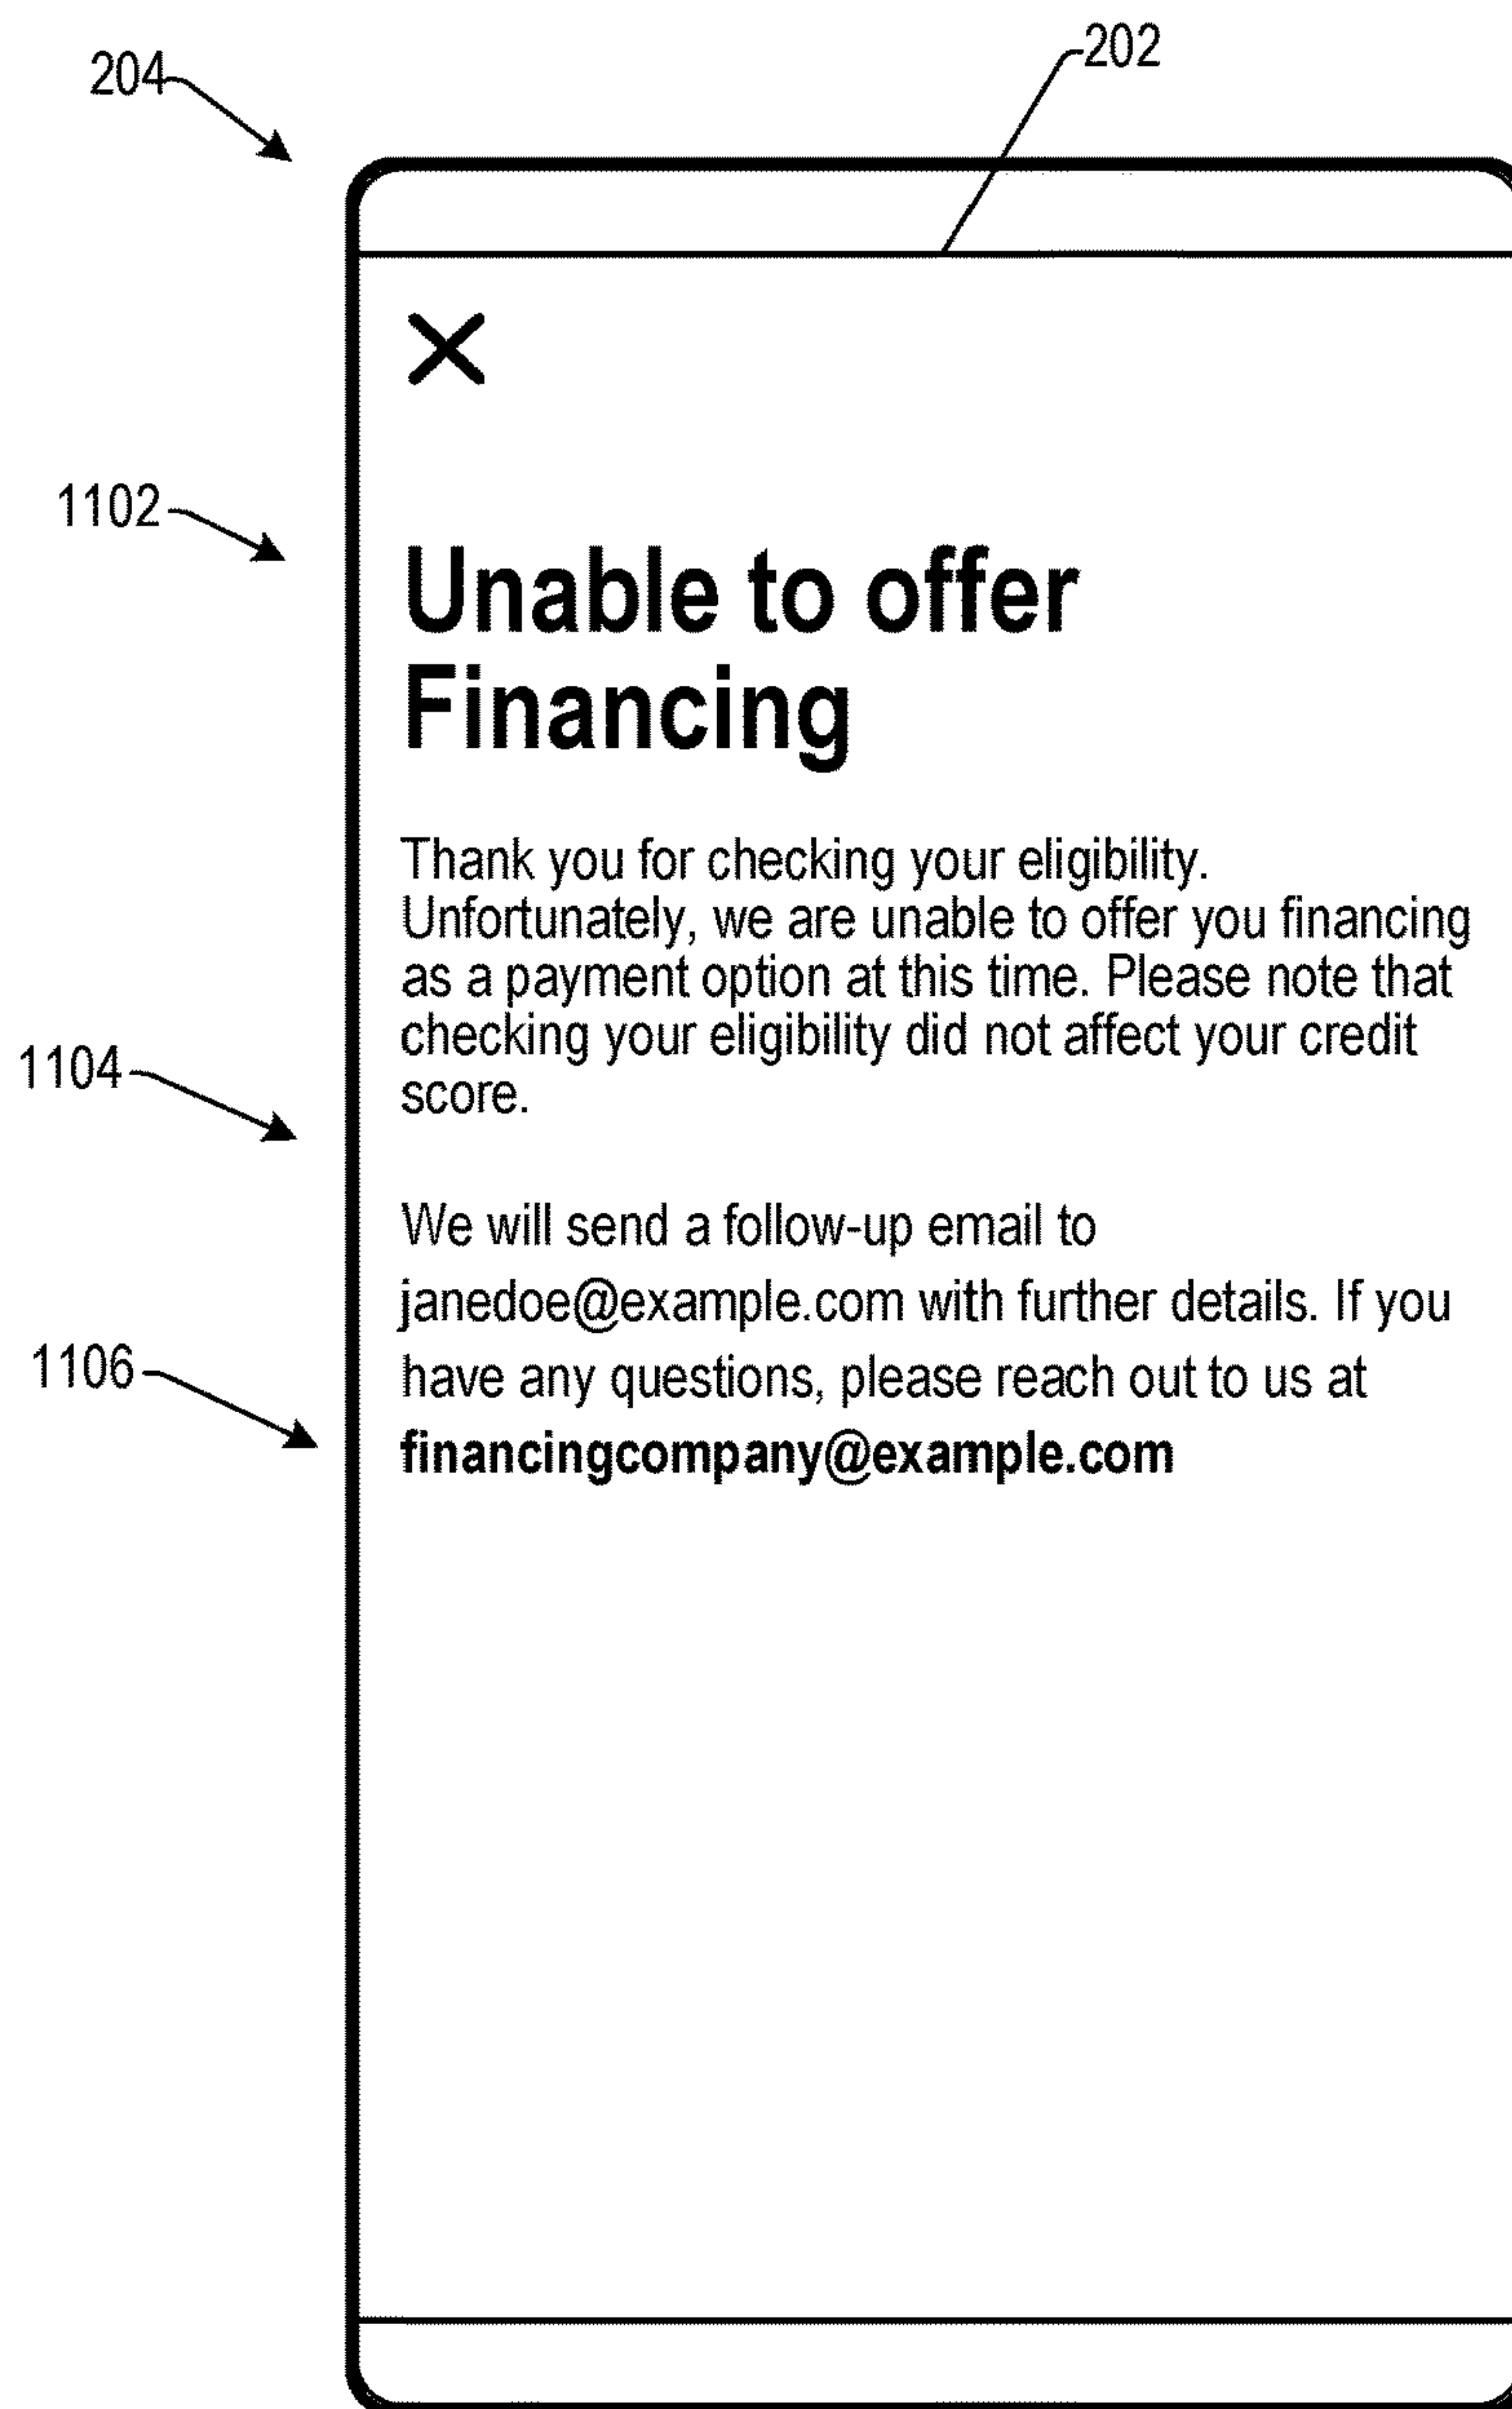 204
202
1102
Unable to offer
Financing
Thank you for checking your eligibility.
Unfortunately, we are unable to offer you financing
as a payment option at this time. Please note that
checking your eligibility did not affect your credit
score.
1104
We will send a follow-up email to
janedoe@example.com with further details. If you
have any questions, please reach out to us at
1106
financingcompany@example.com